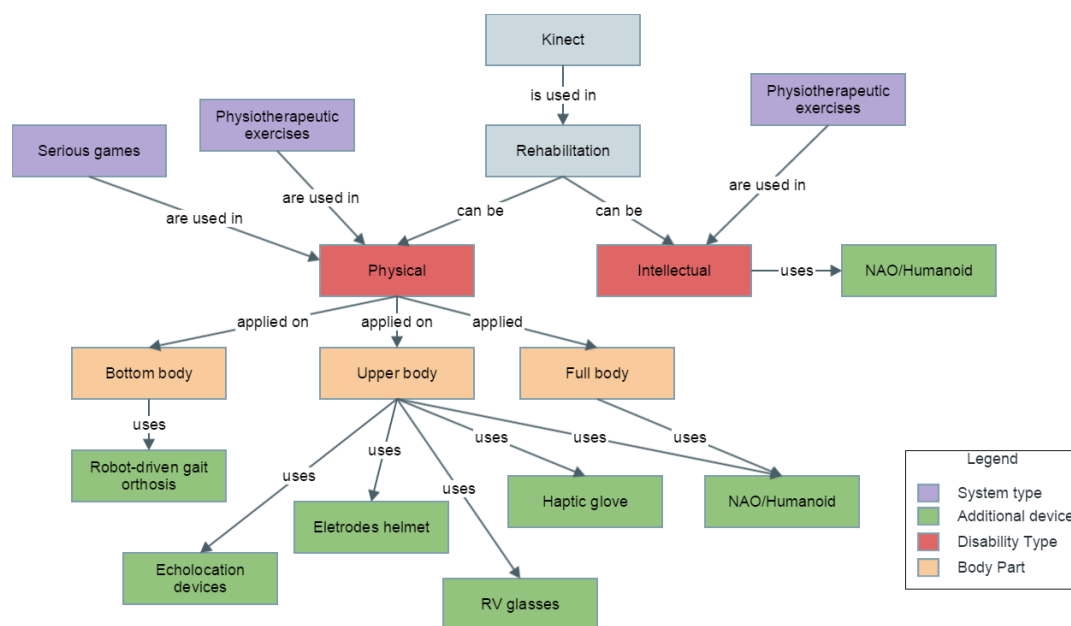 Kinect
is used in
Physiotherapeutic
exercises
Physiotherapeutic
exercises
Serious games
Rehabilitation
are used in
are used in
are used in
can be
can be
Physical
Intellectual
uses
NAO/Humanoid
applied on
applied on
applied
Bottom body
Upper body
Full body
uses
uses
uses
uses
uses
uses
uses
Robot-driven gait
orthosis
Eletrodes helmet
Haptic glove
NAO/Humanoid
Echolocation
devices
RV glasses
Legend
System type
Additional device
Disability Type
Body Part